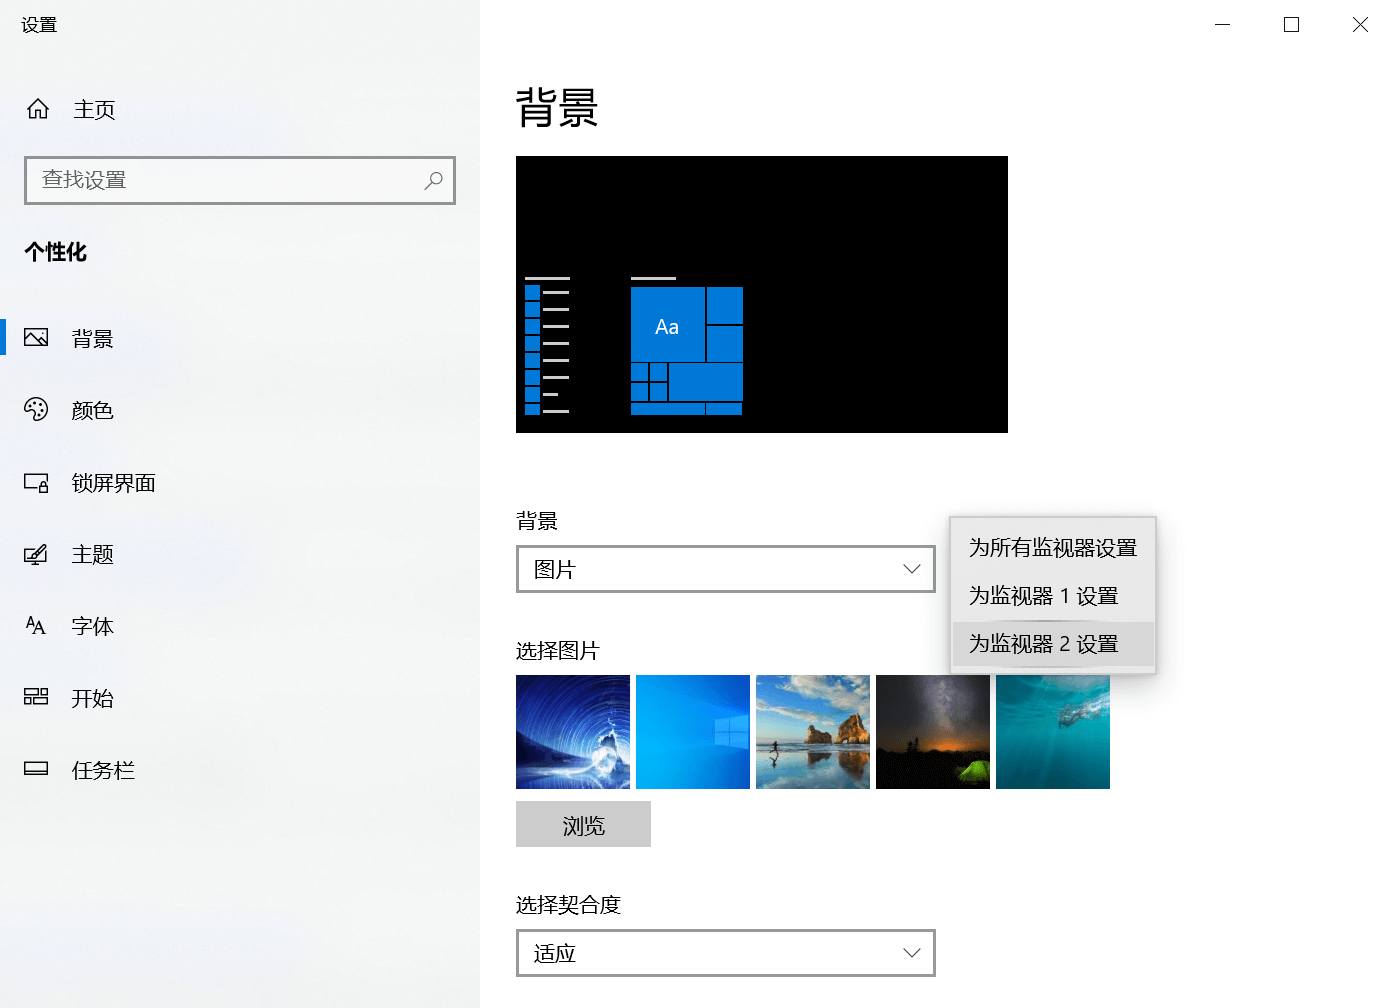 设置
主页
查找设置
个性化
背景
颜色
锁屏界面
主题
字体
开始
任务栏
背景
Aa
背景
图片
为所有监视器设置
为监视器 1 设置
为监视器 2 设置
选择图片
浏览
选择契合度
适应